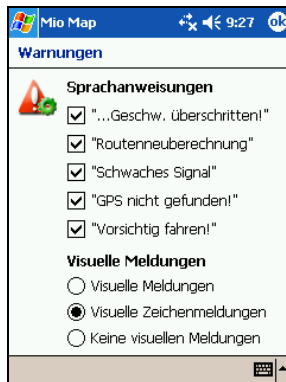 Mio Map 9:27 ok
Warnungen
Sprachanweisungen
"...Geschw. überschritten!"
"Routenneuberechnung"
"Schwaches Signal"
"GPS nicht gefunden!"
"Vorsichtig fahren!"
Visuelle Meldungen
Visuelle Meldungen
Visuelle Zeichenmeldungen
Keine visuellen Meldungen